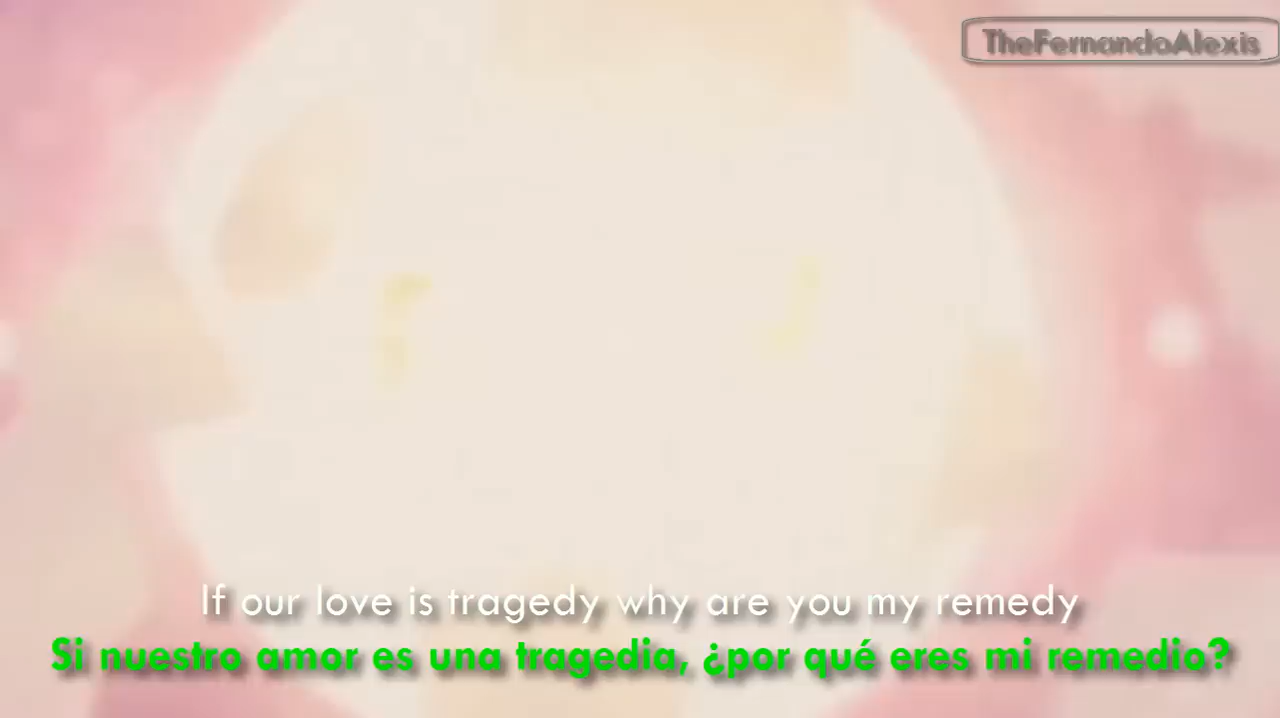 TheFernandoAlexis
If our love is tragedy why are you my remedy
Si nuestro amor es una tragedia, ¿por qué eres mi remedio?